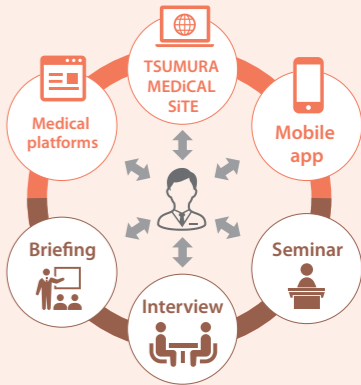 TSUMURA
MEDiCAL
SiTE
Medical
platforms
Mobile
app
Briefing
Seminar
Interview